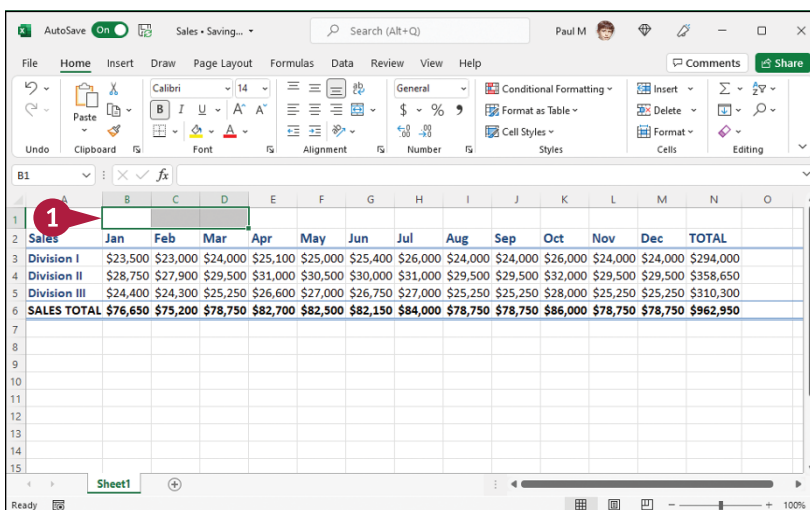 AutoSave On Sales • Saving... Search (Alt+Q) Paul M
File Home Insert Draw Page Layout Formulas Data Review View Help Comments Share
Calibri 14 ab General Conditional Formatting Insert Σ
Paste B I U A A $ % 9 Format as Table Delete
A Cell Styles Format
Undo Clipboard Font Alignment Number Styles Cells Editing
B1 fx
A B C D E F G H I J K L M N O
1 1
2 Sales Jan Feb Mar Apr May Jun Jul Aug Sep Oct Nov Dec TOTAL
3 Division I $23,500 $23,000 $24,000 $25,100 $25,000 $25,400 $26,000 $24,000 $24,000 $26,000 $24,000 $24,000 $294,000
4 Division II $28,750 $27,900 $29,500 $31,000 $30,500 $30,000 $31,000 $29,500 $29,500 $32,000 $29,500 $29,500 $358,650
5 Division III $24,400 $24,300 $25,250 $26,600 $27,000 $26,750 $27,000 $25,250 $25,250 $28,000 $25,250 $25,250 $310,300
6 SALES TOTAL $76,650 $75,200 $78,750 $82,700 $82,500 $82,150 $84,000 $78,750 $78,750 $86,000 $78,750 $78,750 $962,950
7
8
9
10
11
12
13
14
15
Sheet1
Ready 100%